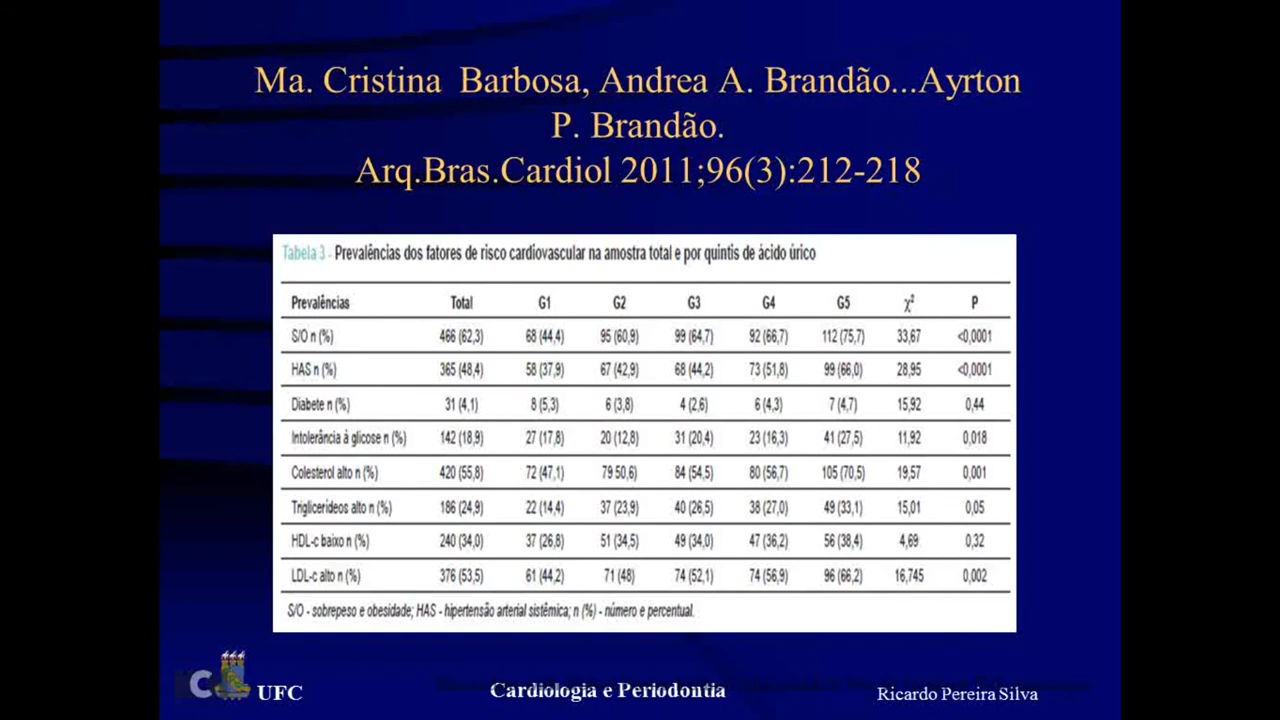 Ma. Cristina Barbosa, Andrea A. Brandão...Ayrton
P. Brandão.
Arq.Bras.Cardiol 2011;96(3):212-218
Tabela 3 - Prevalências dos fatores de risco cardiovascular na amostra total e por quintis de ácido úrico
Prevalências Total G1 G2 G3 G4 G5 χ² P
S/O n (%) 466 (62,3) 68 (44,4) 95 (60,9) 99 (64,7) 92 (66,7) 112 (75,7) 33,67 <0,0001
HAS n (%) 365 (48,4) 58 (37,9) 67 (42,9) 68 (44,2) 73 (51,8) 99 (66,0) 28,95 <0,0001
Diabete n (%) 31 (4,1) 8 (5,3) 6 (3,8) 4 (2,6) 6 (4,3) 7 (4,7) 15,92 0,44
Intolerância à glicose n (%) 142 (18,9) 27 (17,8) 20 (12,8) 31 (20,4) 23 (16,3) 41 (27,5) 11,92 0,018
Colesterol alto n (%) 420 (55,8) 72 (47,1) 79 50,6) 84 (54,5) 80 (56,7) 105 (70,5) 19,57 0,001
Triglicerídeos alto n (%) 186 (24,9) 22 (14,4) 37 (23,9) 40 (26,5) 38 (27,0) 49 (33,1) 15,01 0,05
HDL-c baixo n (%) 240 (34,0) 37 (26,8) 51 (34,5) 49 (34,0) 47 (36,2) 56 (38,4) 4,69 0,32
LDL-c alto n (%) 376 (53,5) 61 (44,2) 71 (48) 74 (52,1) 74 (56,9) 96 (66,2) 16,745 0,002
S/O - sobrepeso e obesidade; HAS - hipertensão arterial sistêmica; n (%) - número e percentual.
UFC
Cardiologia e Periodontia
Ricardo Pereira Silva